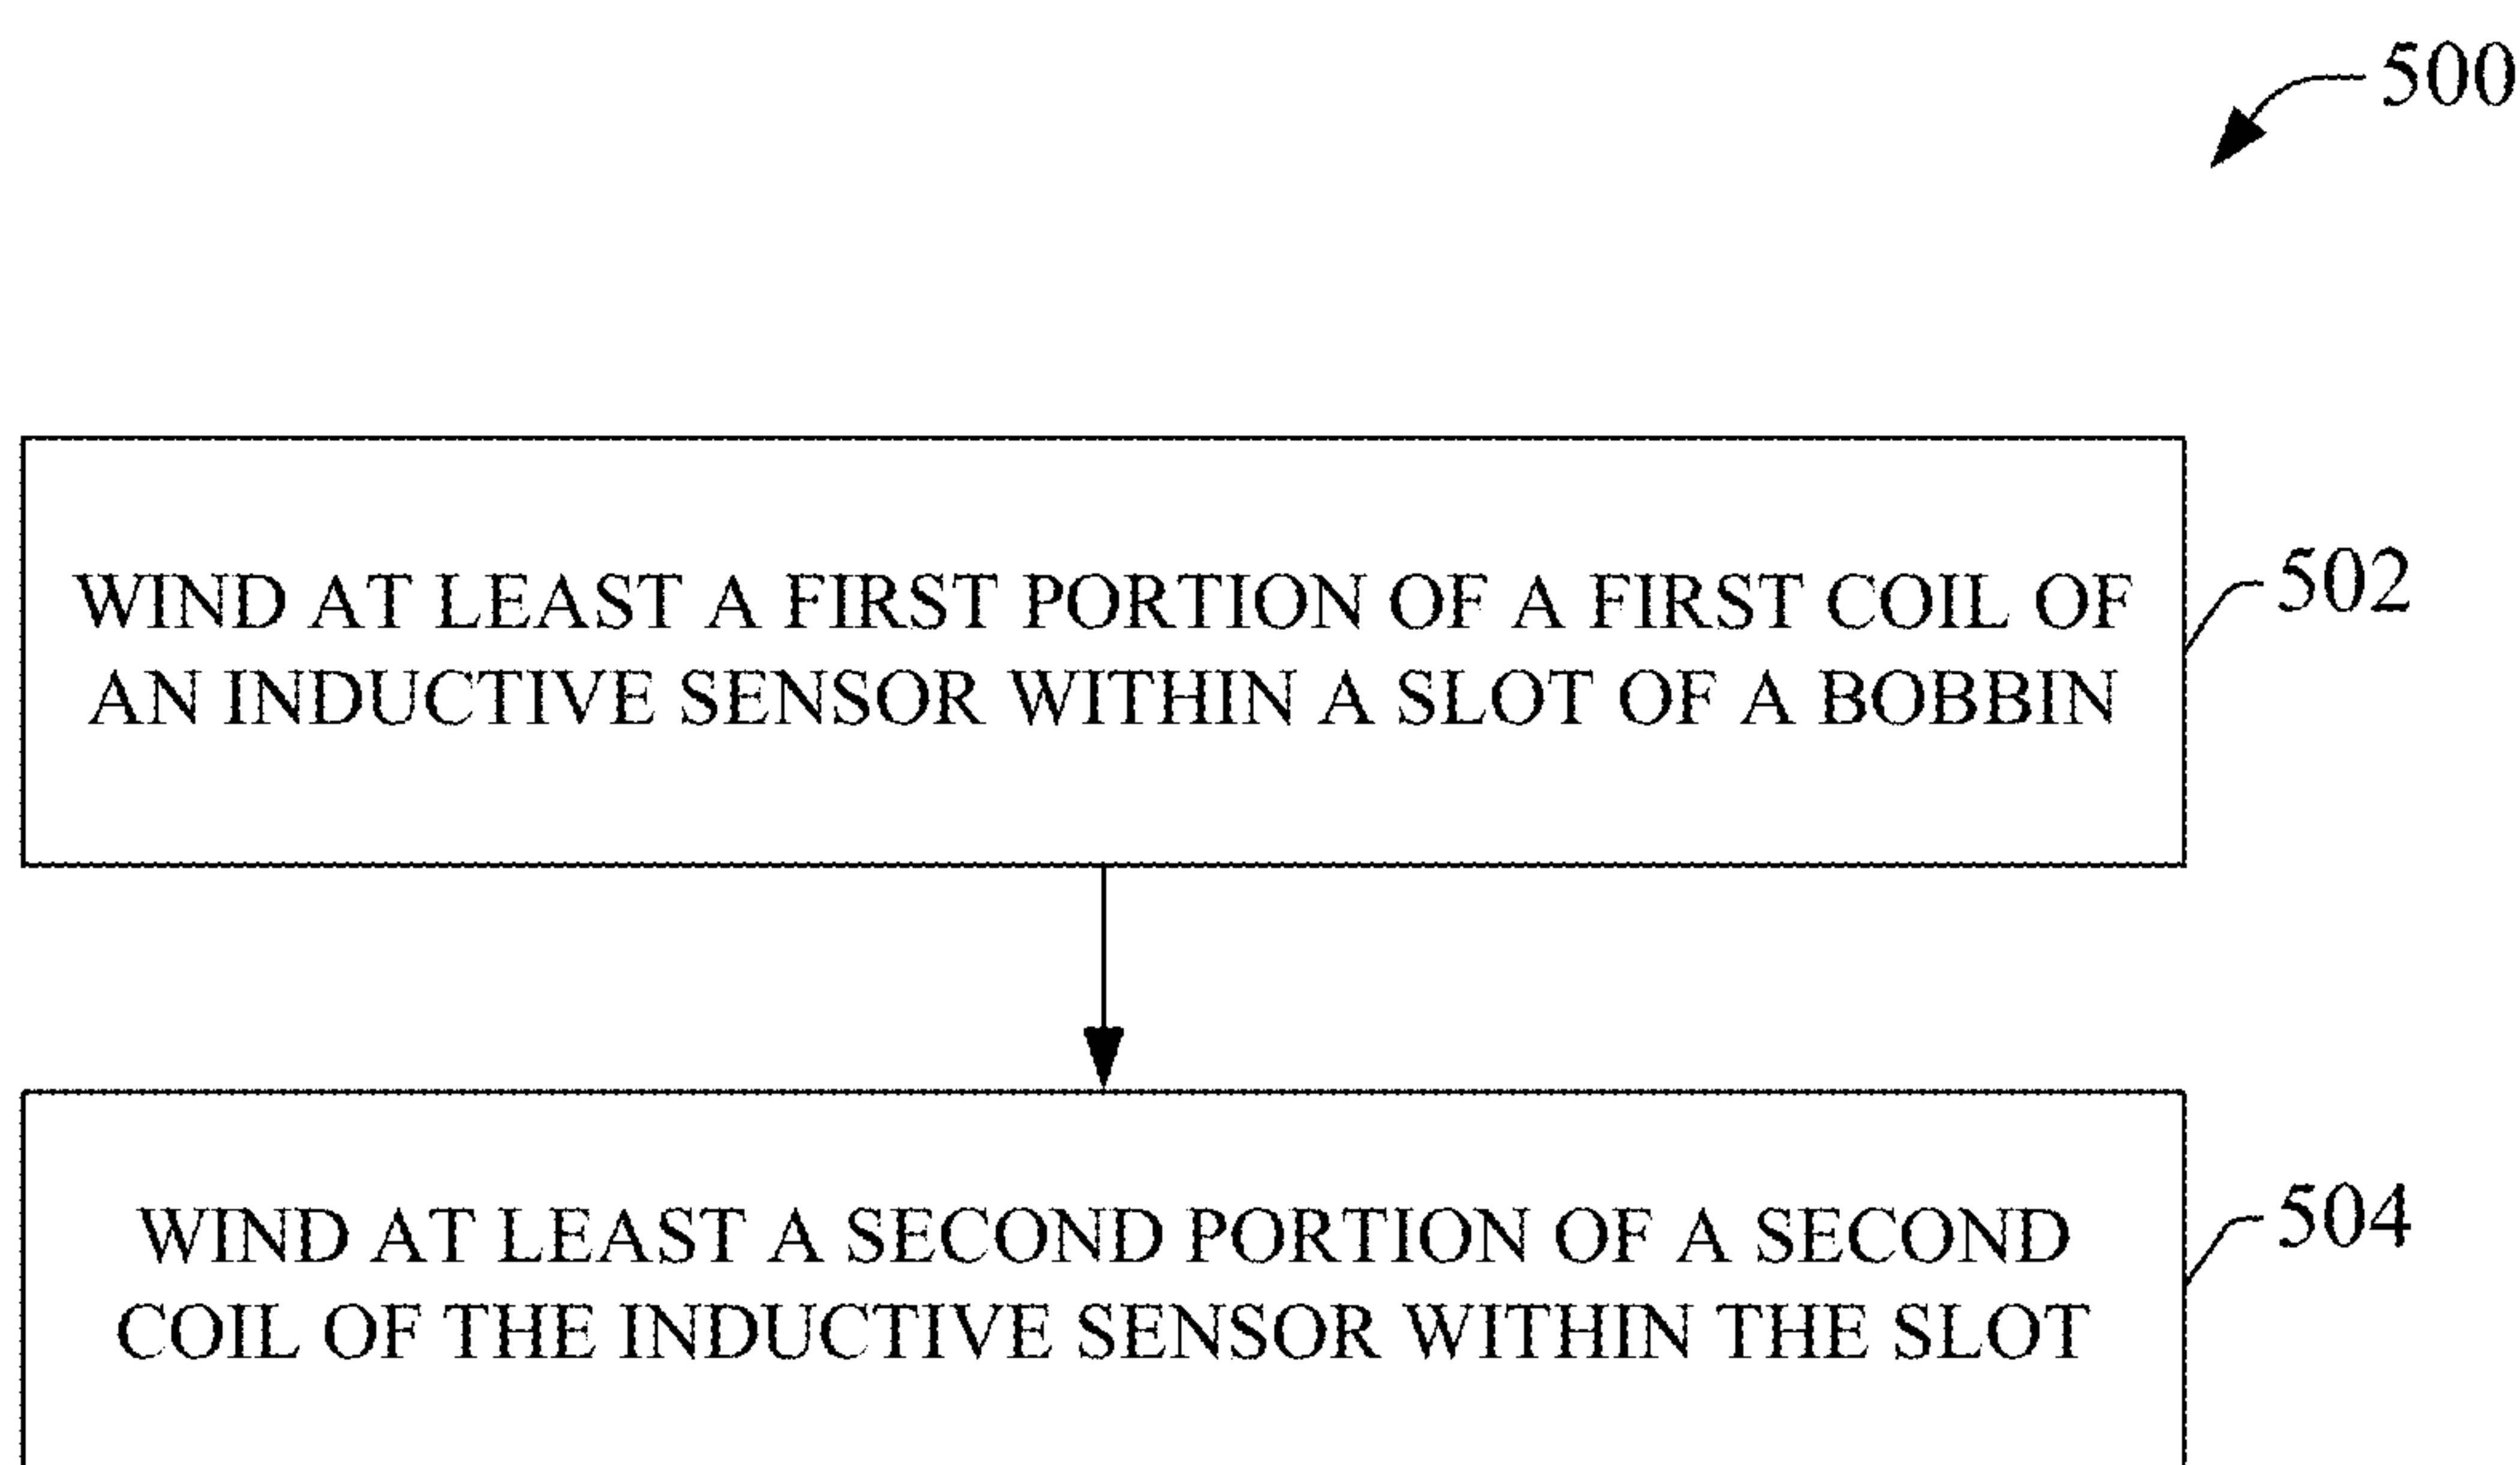 500
WIND AT LEAST A FIRST PORTION OF A FIRST COIL OF
AN INDUCTIVE SENSOR WITHIN A SLOT OF A BOBBIN
502
WIND AT LEAST A SECOND PORTION OF A SECOND
COIL OF THE INDUCTIVE SENSOR WITHIN THE SLOT
504